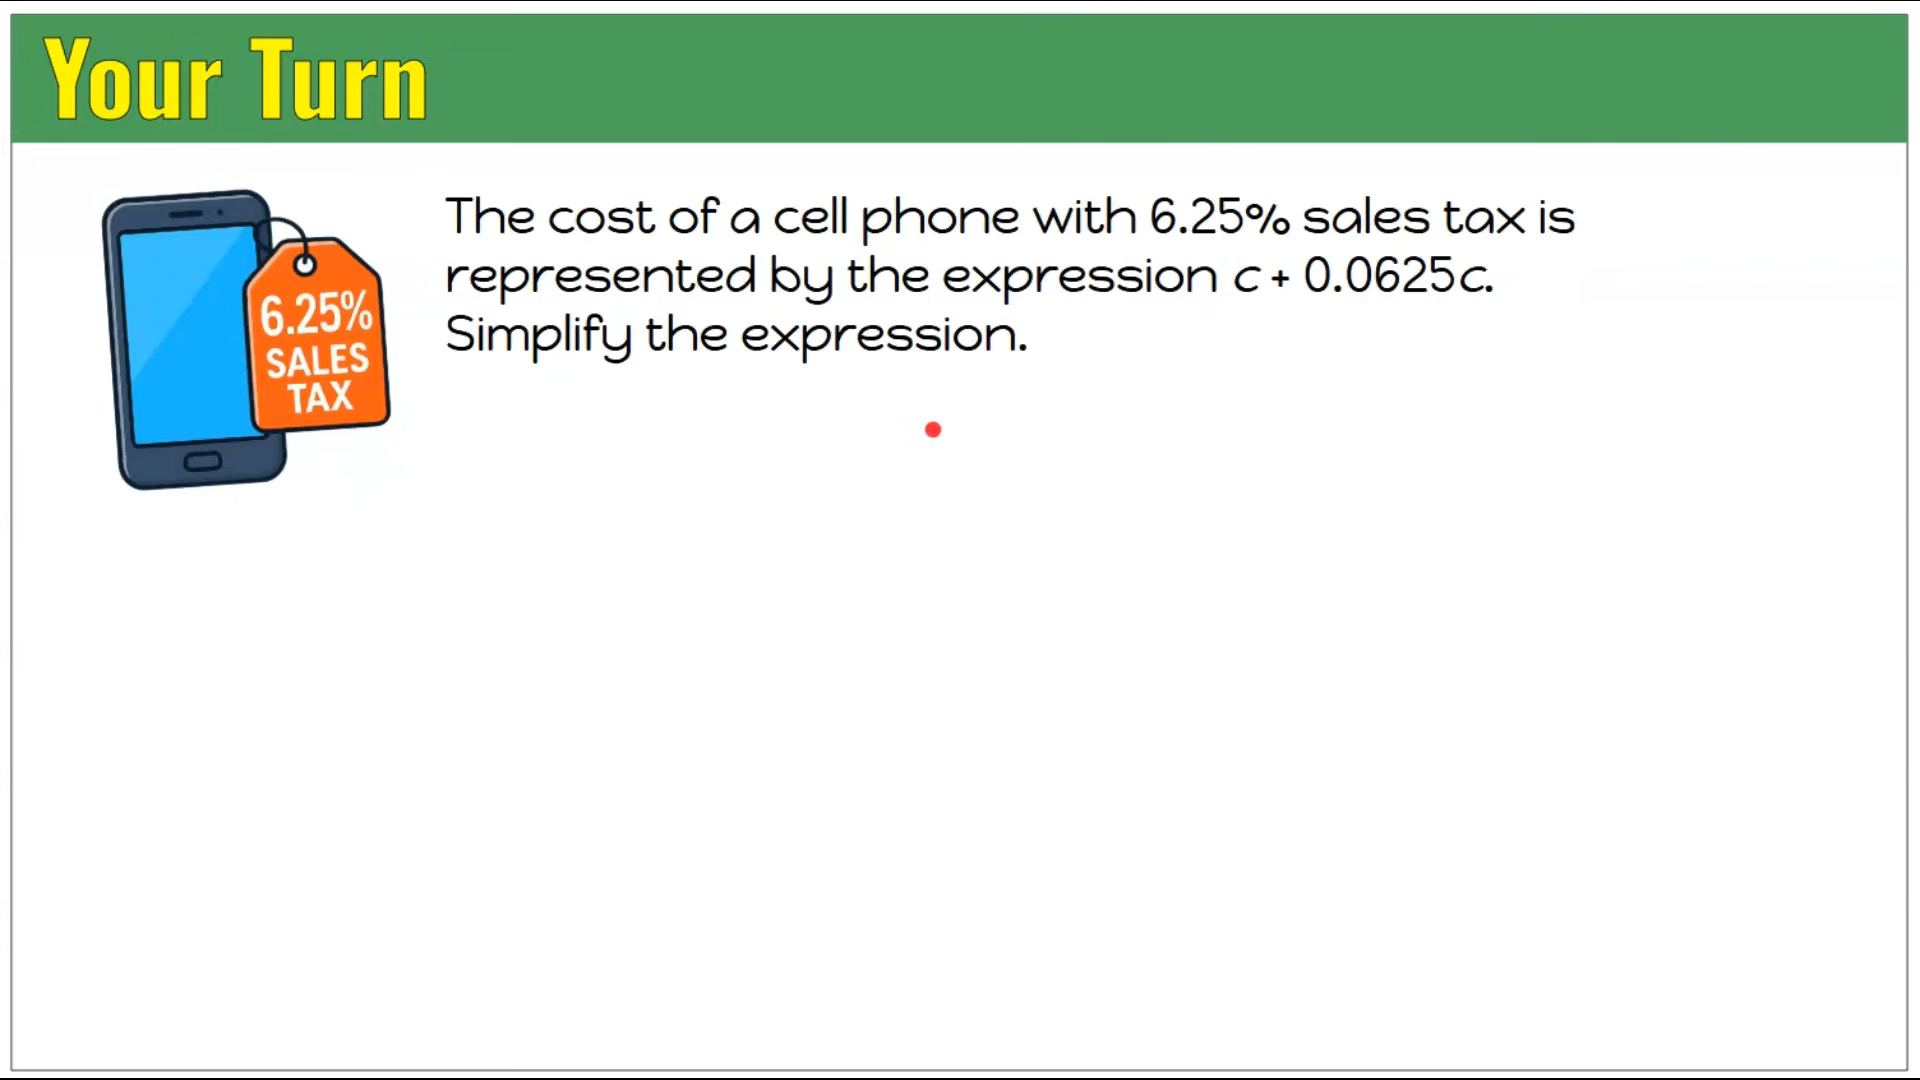 Your Turn
The cost of a cell phone with 6.25% sales tax is
represented by the expression c + 0.0625c.
Simplify the expression.
6.25%
SALES
TAX